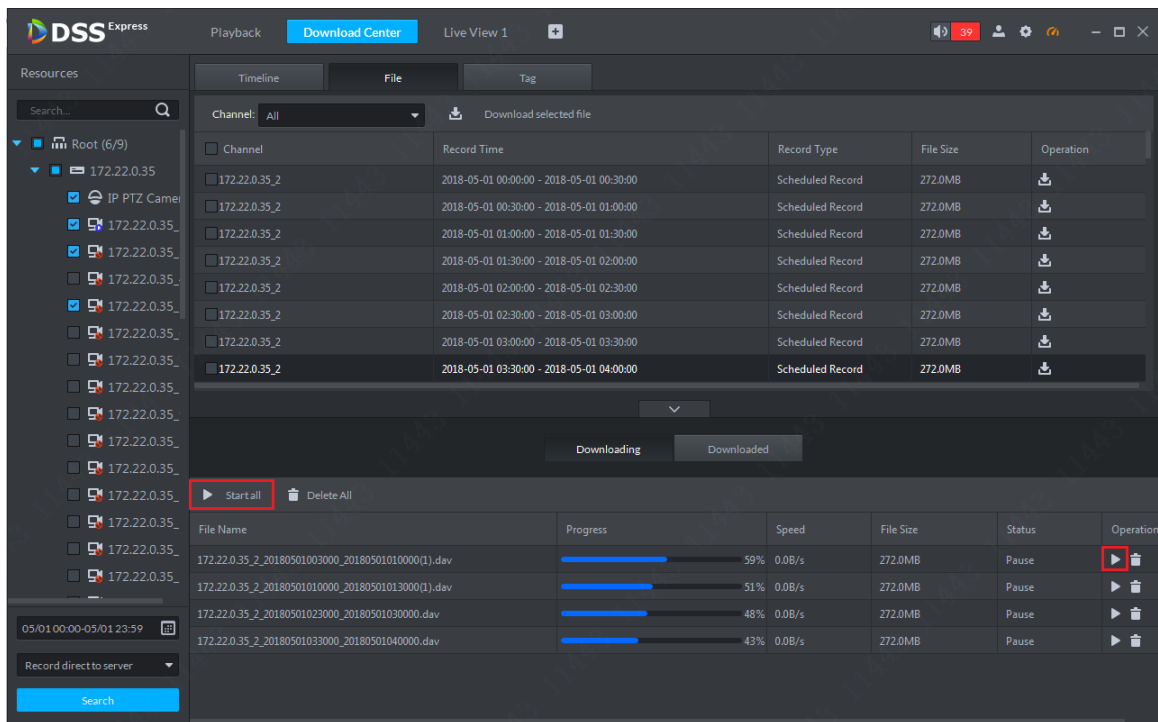 DSS Express Playback Download Center Live View 1 39
Resources
Timeline File Tag
Search...
Channel: All Download selected file
Root (6/9)
172.22.0.35
IP PTZ Camer
172.22.0.35_
172.22.0.35_
172.22.0.35_
172.22.0.35_
172.22.0.35_
172.22.0.35_
172.22.0.35_
172.22.0.35_
172.22.0.35_
172.22.0.35_
172.22.0.35_
172.22.0.35_
172.22.0.35_
172.22.0.35_
05/01 00:00-05/01 23:59
Record direct to server
Search
Channel Record Time Record Type File Size Operation
172.22.0.35_2 2018-05-01 00:00:00 - 2018-05-01 00:30:00 Scheduled Record 272.0MB
172.22.0.35_2 2018-05-01 00:30:00 - 2018-05-01 01:00:00 Scheduled Record 272.0MB
172.22.0.35_2 2018-05-01 01:00:00 - 2018-05-01 01:30:00 Scheduled Record 272.0MB
172.22.0.35_2 2018-05-01 01:30:00 - 2018-05-01 02:00:00 Scheduled Record 272.0MB
172.22.0.35_2 2018-05-01 02:00:00 - 2018-05-01 02:30:00 Scheduled Record 272.0MB
172.22.0.35_2 2018-05-01 02:30:00 - 2018-05-01 03:00:00 Scheduled Record 272.0MB
172.22.0.35_2 2018-05-01 03:00:00 - 2018-05-01 03:30:00 Scheduled Record 272.0MB
172.22.0.35_2 2018-05-01 03:30:00 - 2018-05-01 04:00:00 Scheduled Record 272.0MB
Downloading Downloaded
Start all Delete All
File Name Progress Speed File Size Status Operation
172.22.0.35_2_20180501003000_20180501010000(1).dav 59% 0.0B/s 272.0MB Pause
172.22.0.35_2_20180501010000_20180501013000(1).dav 51% 0.0B/s 272.0MB Pause
172.22.0.35_2_20180501023000_20180501030000.dav 48% 0.0B/s 272.0MB Pause
172.22.0.35_2_20180501033000_20180501040000.dav 43% 0.0B/s 272.0MB Pause